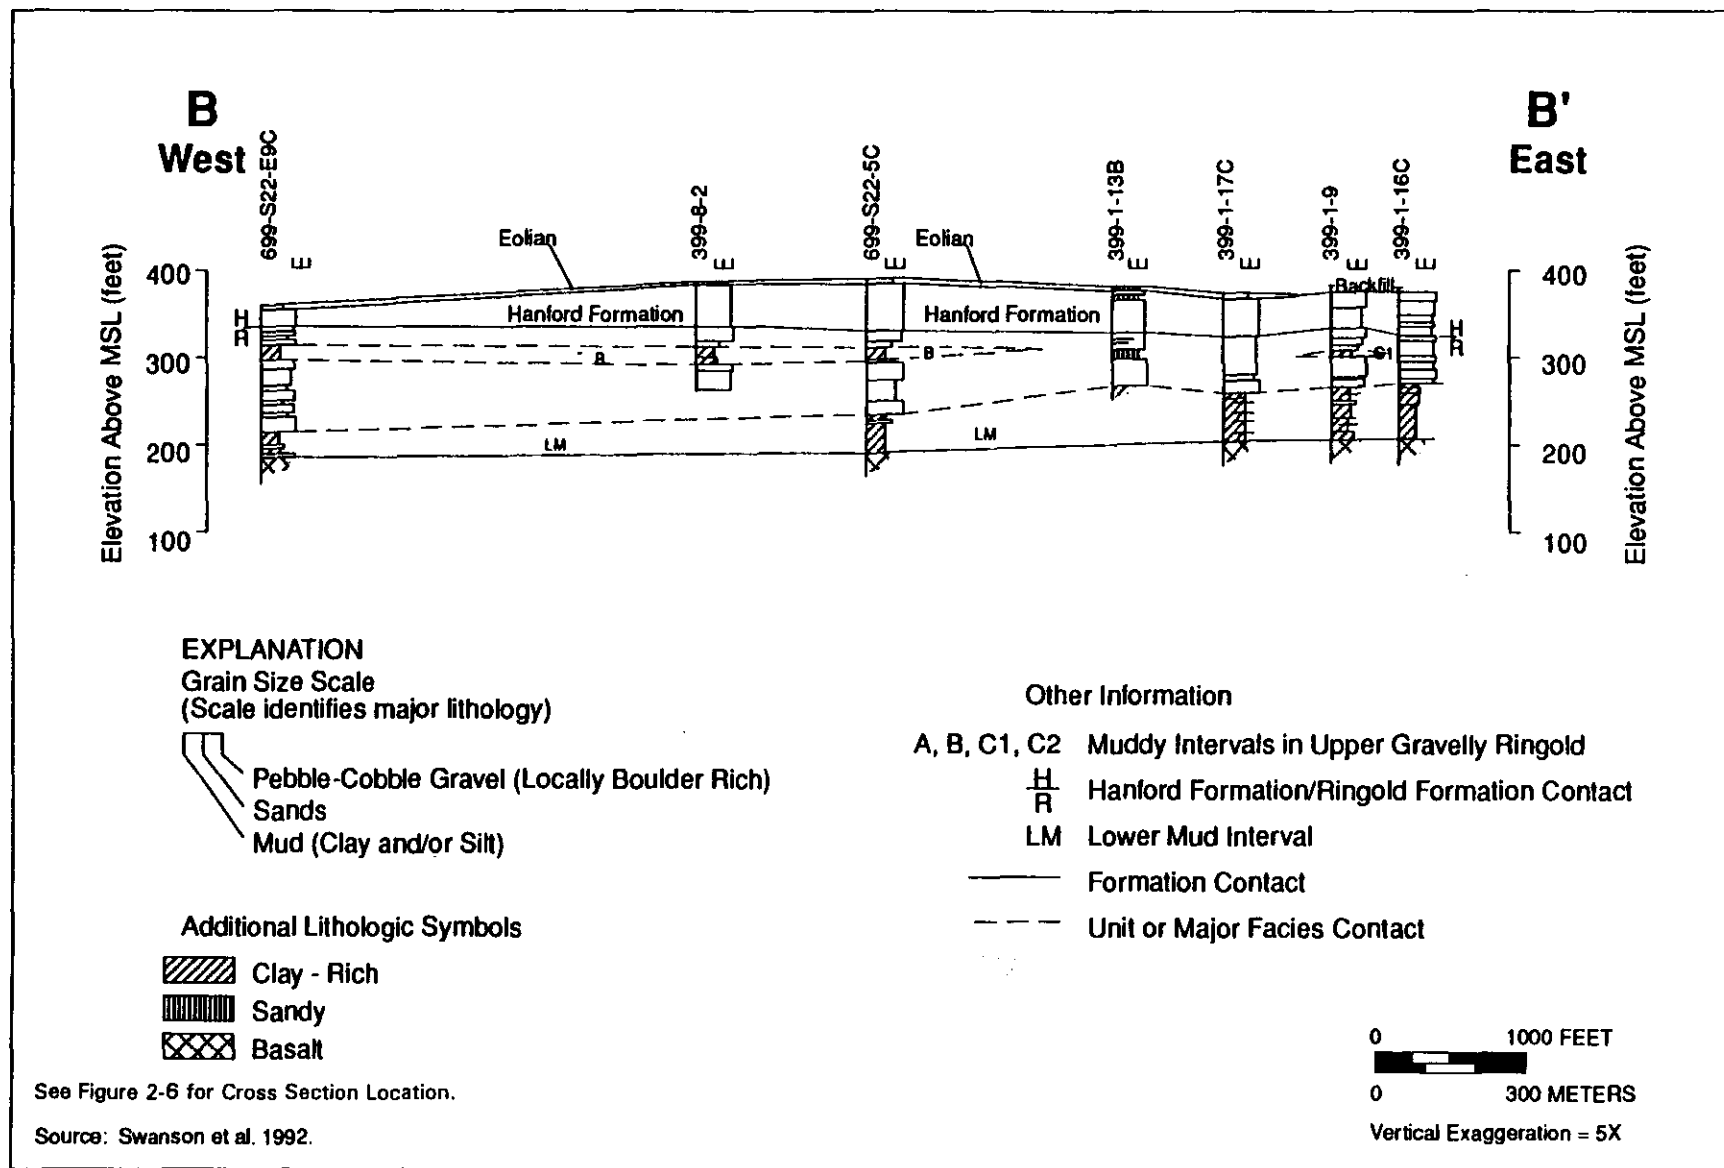 B
West
B'
East
699-S22-E9C
399-8-2
699-S22-5C
399-1-13B
399-1-17C
399-1-9
399-1-16C
E
E
E
E
E
E
E
Eolian
Eolian
Elevation Above MSL (feet)
400
300
200
100
H
R
Hanford Formation
Hanford Formation
Backfill
B
B
C1
LM
LM
H
R
400
300
200
100
Elevation Above MSL (feet)
EXPLANATION
Grain Size Scale
(Scale identifies major lithology)
Pebble-Cobble Gravel (Locally Boulder Rich)
Sands
Mud (Clay and/or Silt)
Additional Lithologic Symbols
Clay - Rich
Sandy
Basalt
Other Information
A, B, C1, C2 Muddy Intervals in Upper Gravelly Ringold
H
R
Hanford Formation/Ringold Formation Contact
LM Lower Mud Interval
Formation Contact
Unit or Major Facies Contact
0 1000 FEET
0 300 METERS
Vertical Exaggeration = 5X
See Figure 2-6 for Cross Section Location.
Source: Swanson et al. 1992.